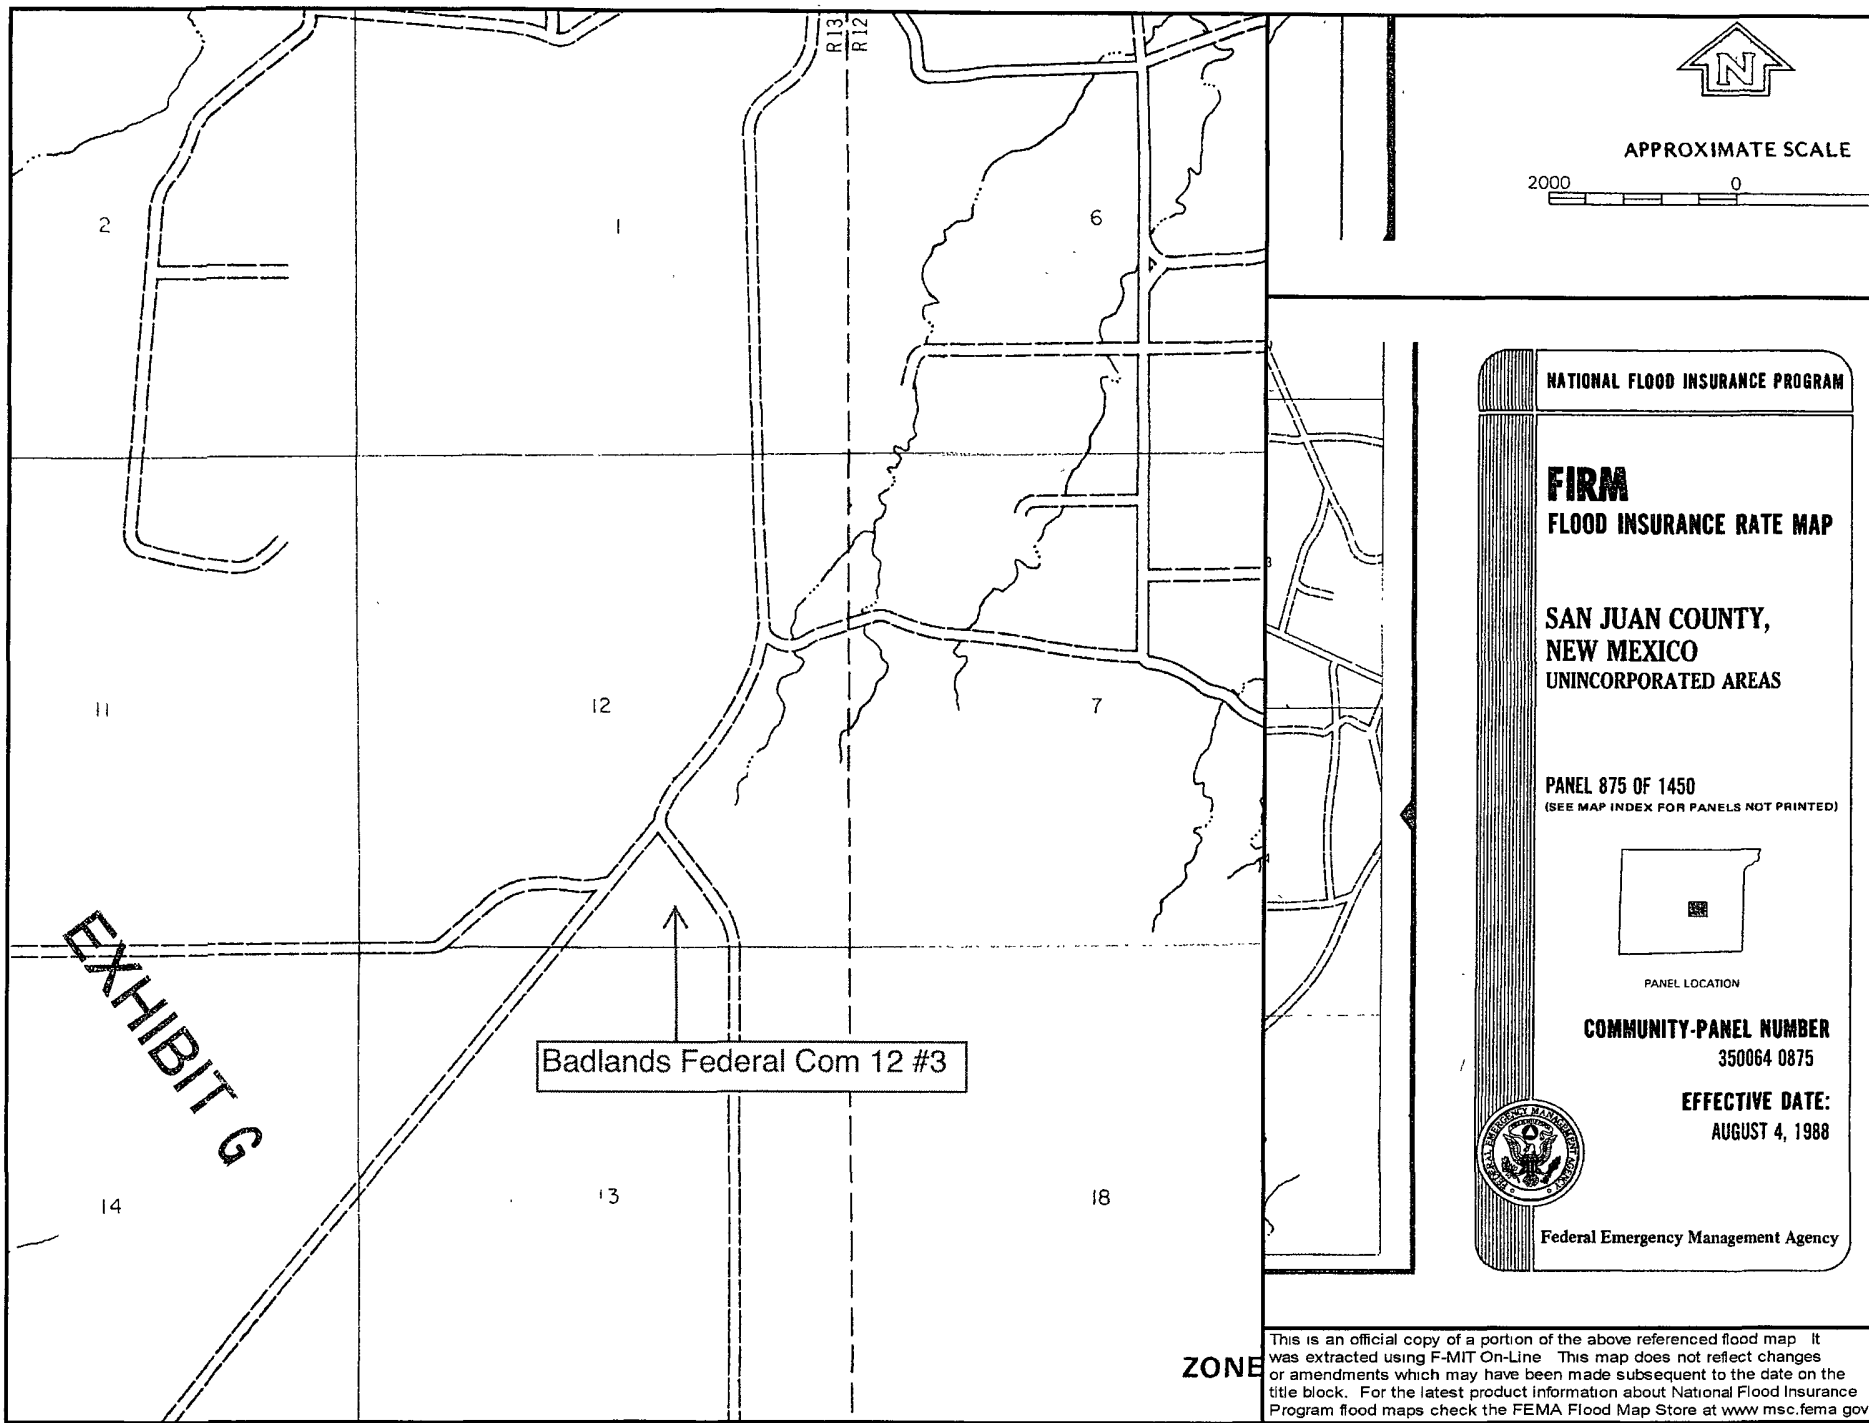 R13
R12
2
1
6
11
12
7
14
13
18
EXHIBIT G
Badlands Federal Com 12 #3
ZONE
N
APPROXIMATE SCALE
2000 0
NATIONAL FLOOD INSURANCE PROGRAM
FIRM
FLOOD INSURANCE RATE MAP
SAN JUAN COUNTY,
NEW MEXICO
UNINCORPORATED AREAS
PANEL 875 OF 1450
(SEE MAP INDEX FOR PANELS NOT PRINTED)
PANEL LOCATION
COMMUNITY-PANEL NUMBER
350064 0875
EFFECTIVE DATE:
AUGUST 4, 1988
FEDERAL EMERGENCY MANAGEMENT AGENCY
Federal Emergency Management Agency
This is an official copy of a portion of the above referenced flood map It
was extracted using F-MIT On-Line This map does not reflect changes
or amendments which may have been made subsequent to the date on the
title block. For the latest product information about National Flood Insurance
Program flood maps check the FEMA Flood Map Store at www msc.fema gov